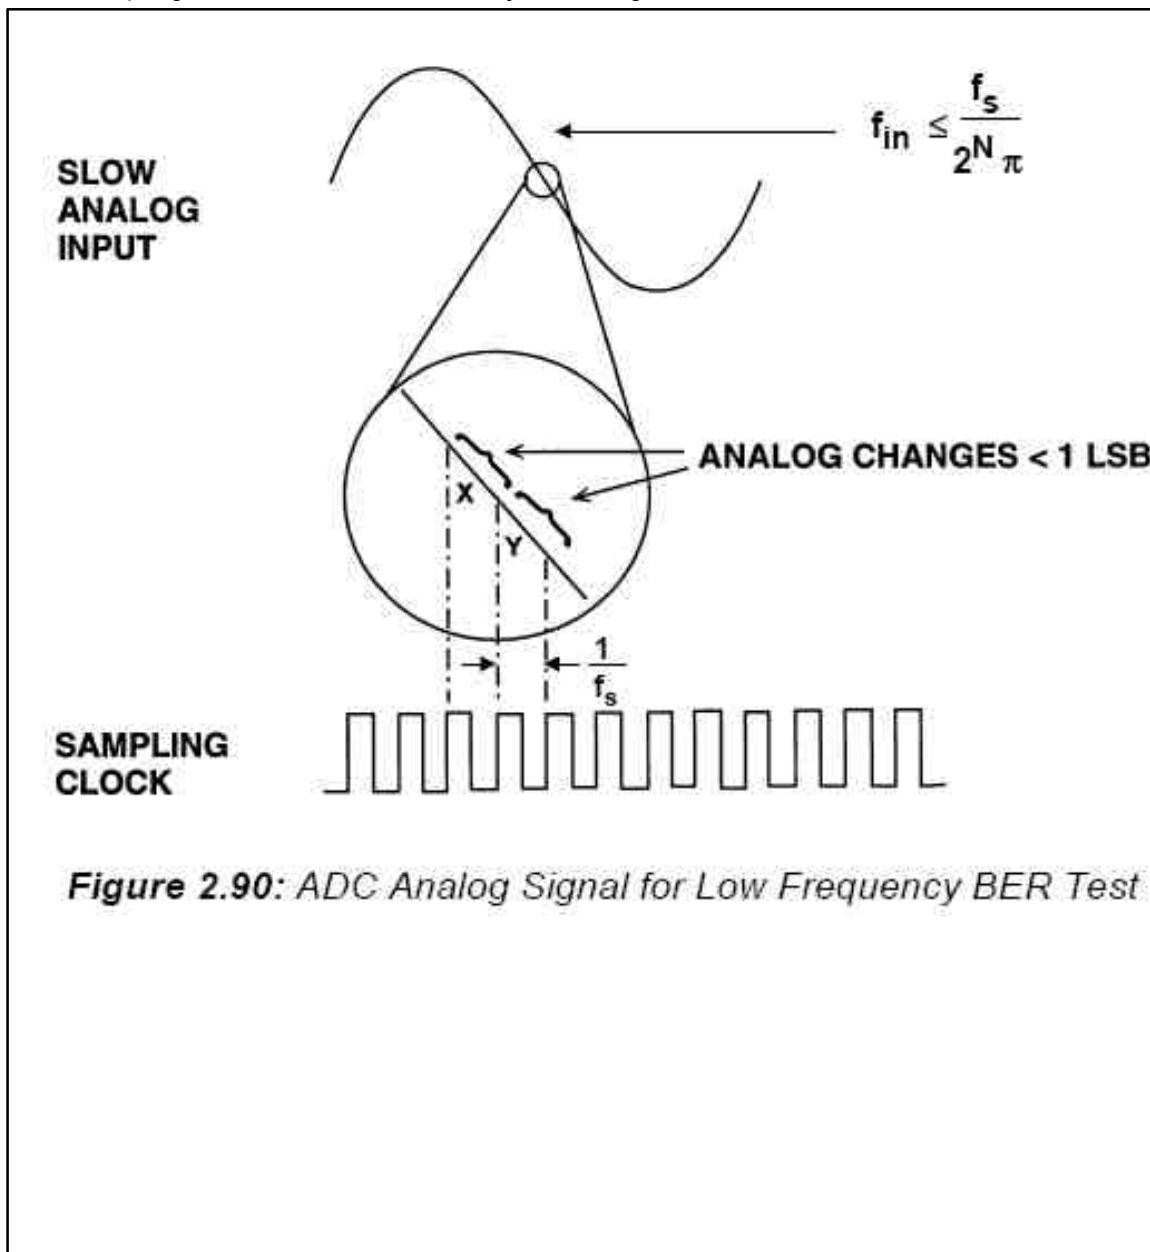 f_in ≤ f_s / 2^N π
SLOW
ANALOG
INPUT
ANALOG CHANGES < 1 LSB
X
Y
1 / f_s
SAMPLING
CLOCK
Figure 2.90: ADC Analog Signal for Low Frequency BER Test